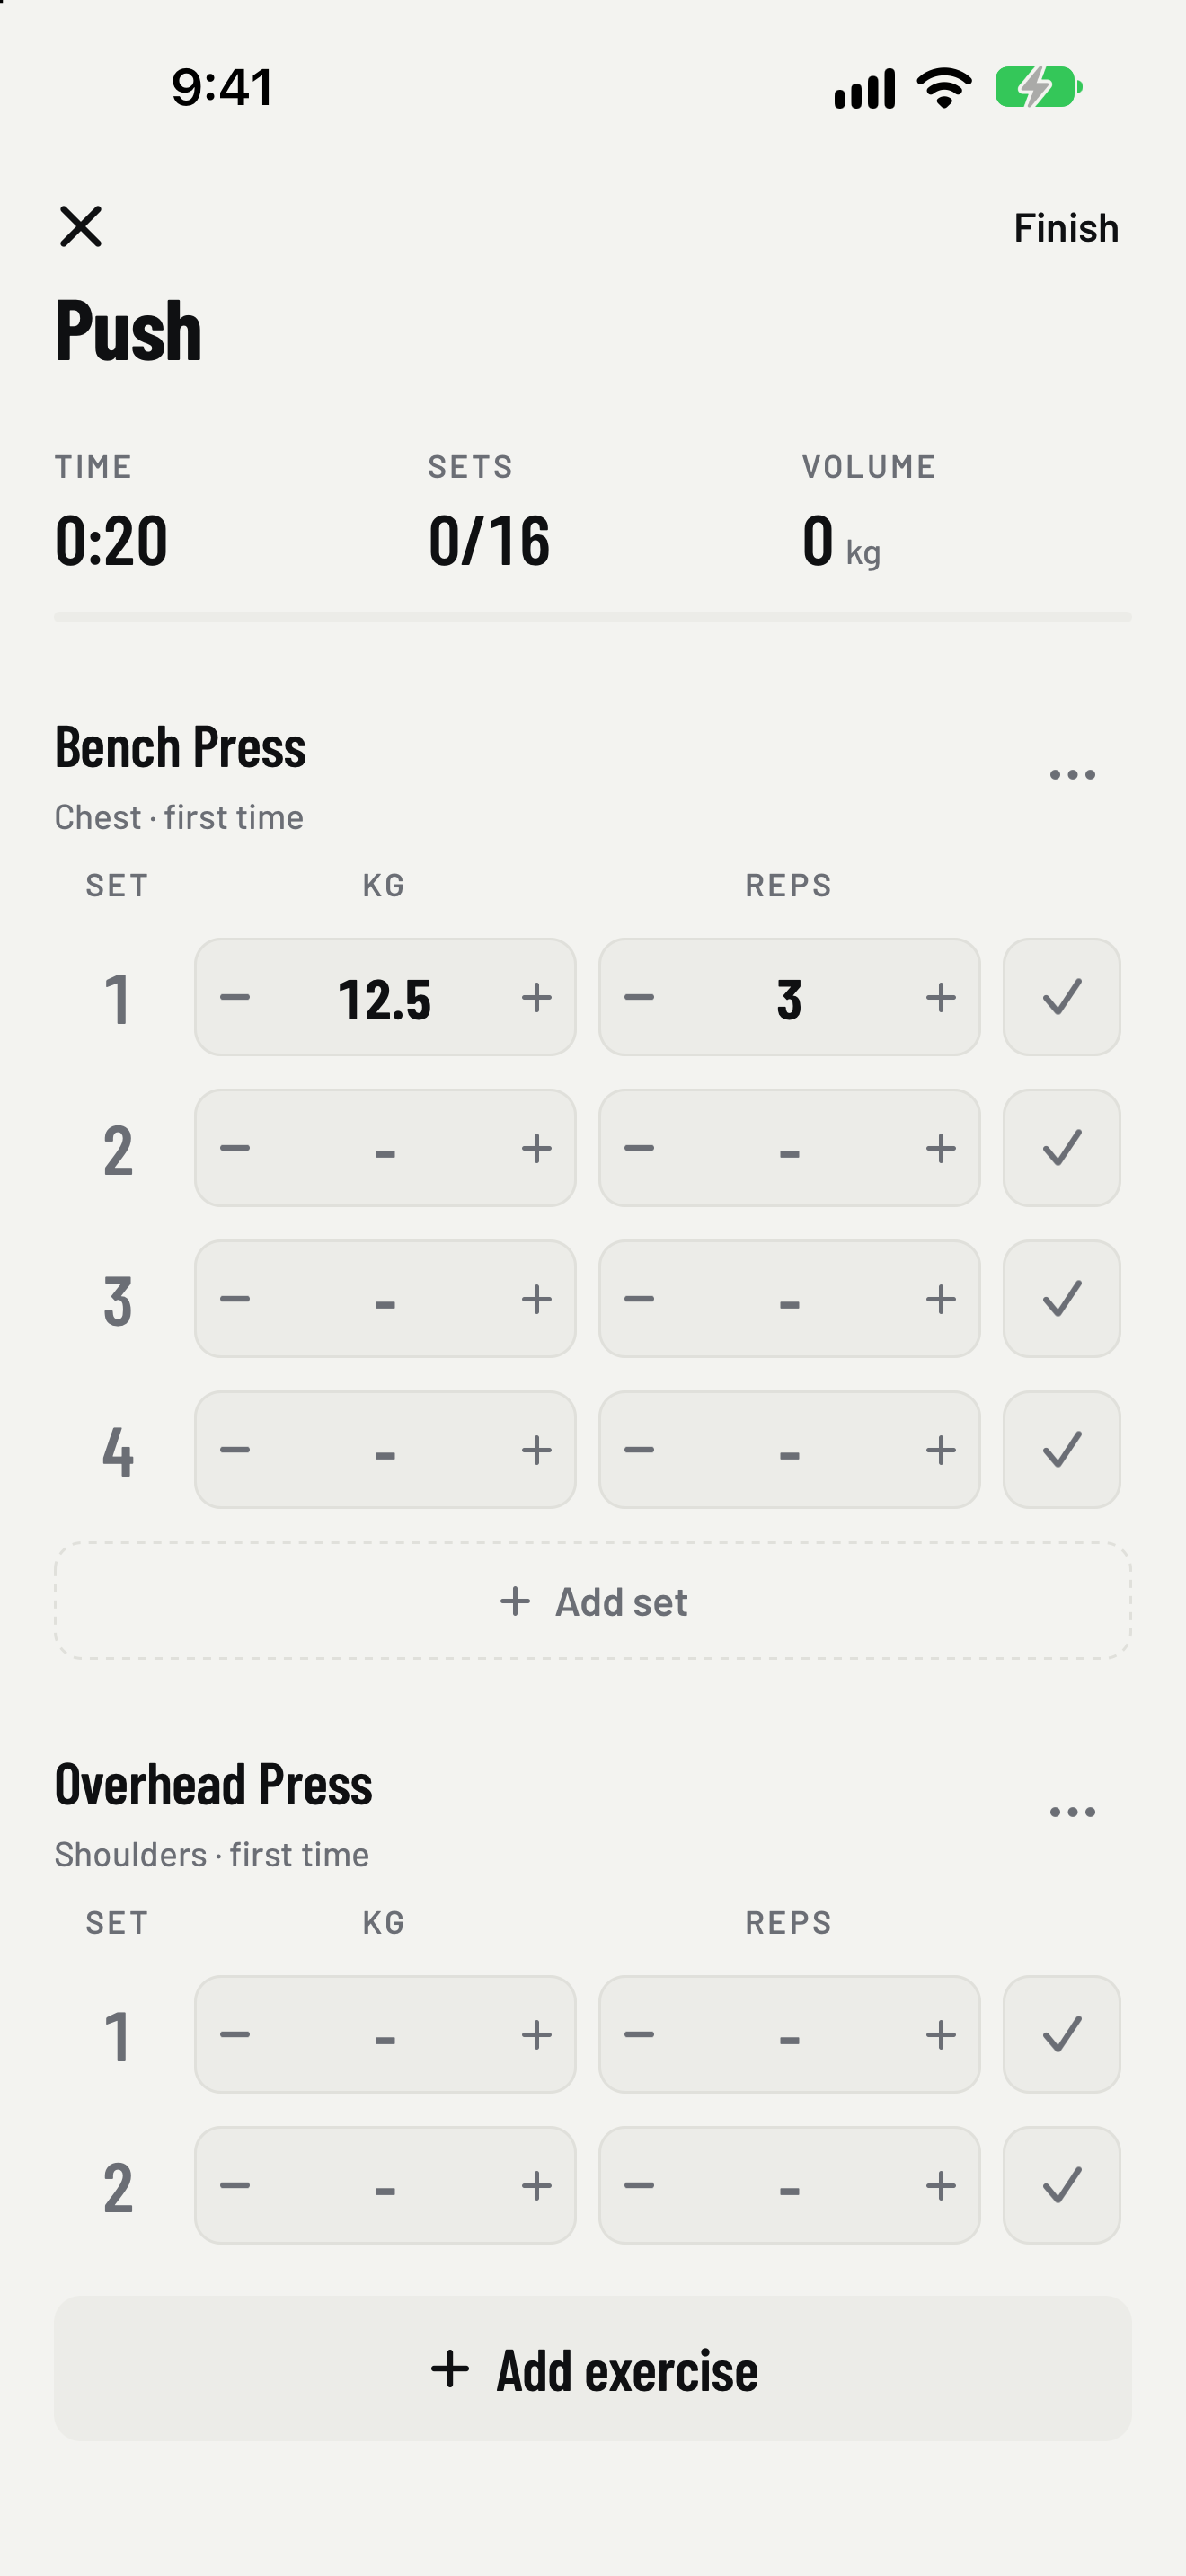 9:41
Finish
Push
TIME SETS VOLUME
0:20 0/16 0 kg
Bench Press
Chest · first time
SET KG REPS
1 − 12.5 + − 3 +
2 − - + − - +
3 − - + − - +
4 − - + − - +
+ Add set
Overhead Press
Shoulders · first time
SET KG REPS
1 − - + − - +
2 − - + − - +
+ Add exercise